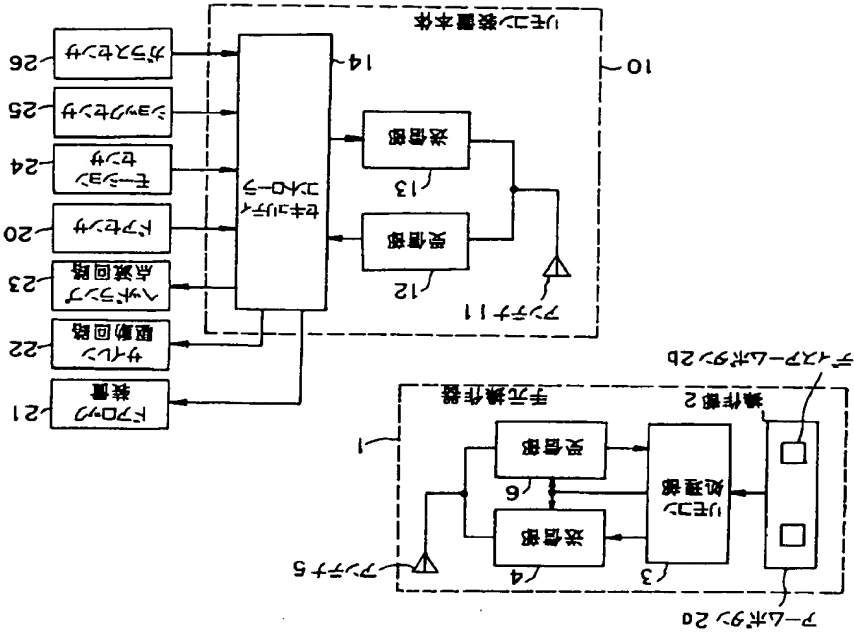 アームボタン2a
3
4
アンテナ5
リモコン
処理部
送信部
6
受信部
1
操作部2
手元操作器
ディスアームボタン2b
ドアロック
装置
21
サイレン
駆動回路
22
アンテナ11
12
ヘッドランプ
点滅回路
23
受信部
セキュリティ
コントローラ
ドアセンサ
20
13
モーション
センサ
24
送信部
ショックセンサ
25
10
14
ガラスセンサ
26
リモコン装置本体